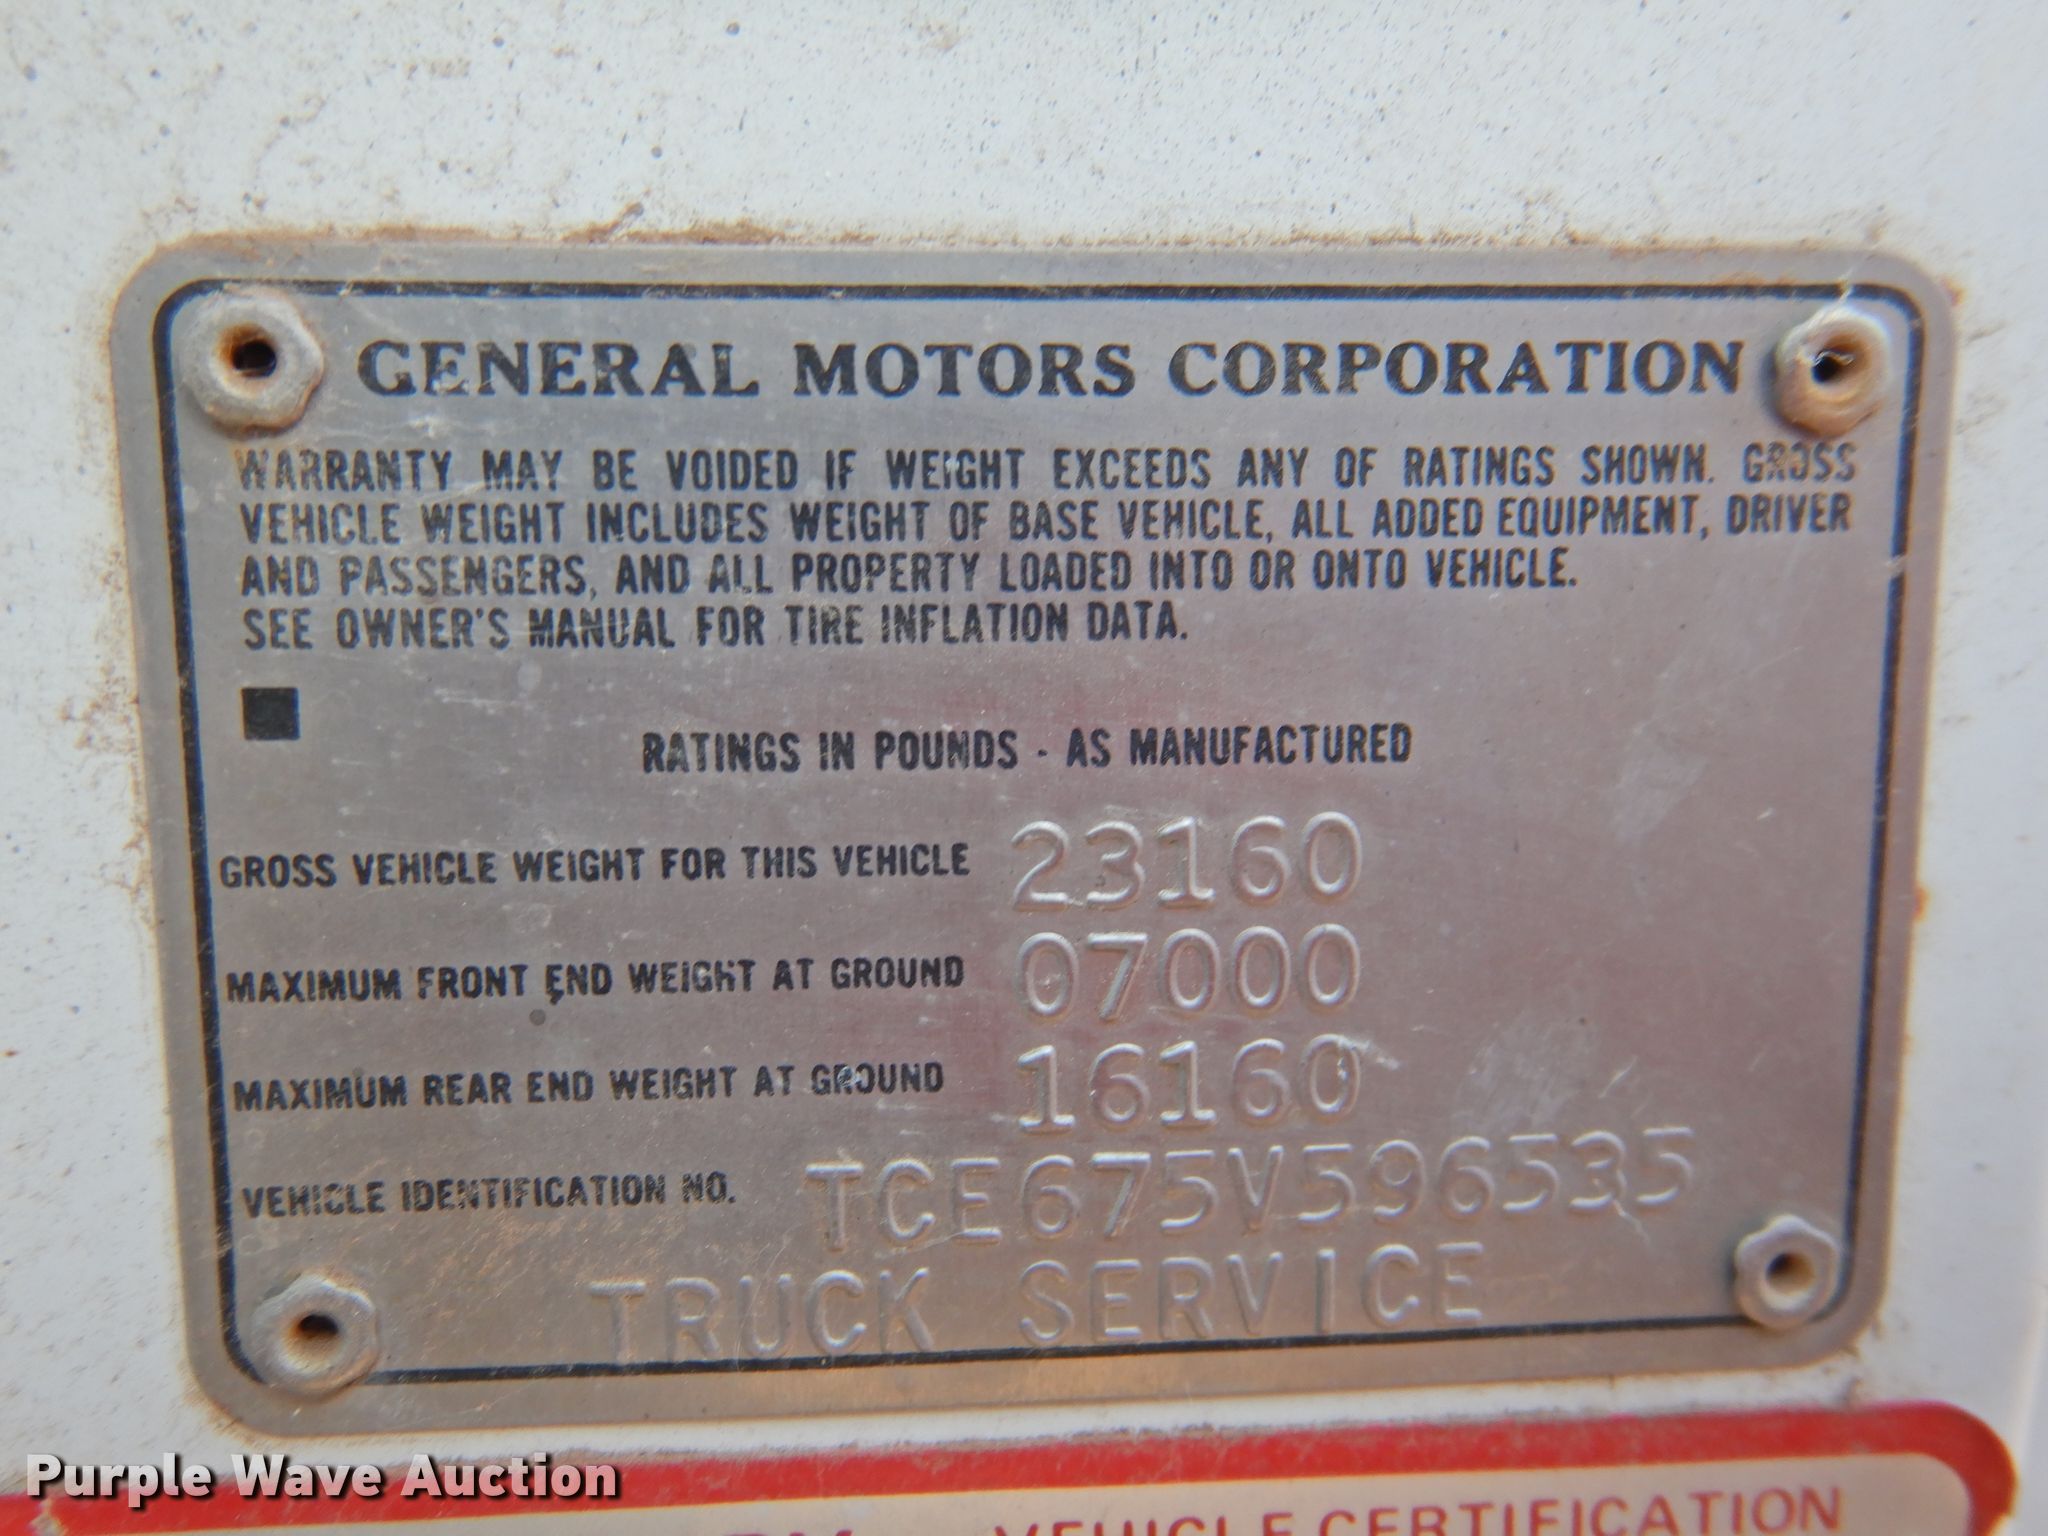 GENERAL MOTORS CORPORATION
WARRANTY MAY BE VOIDED IF WEIGHT EXCEEDS ANY OF RATINGS SHOWN. GROSS
VEHICLE WEIGHT INCLUDES WEIGHT OF BASE VEHICLE, ALL ADDED EQUIPMENT, DRIVER
AND PASSENGERS, AND ALL PROPERTY LOADED INTO OR ONTO VEHICLE.
SEE OWNER'S MANUAL FOR TIRE INFLATION DATA.
RATINGS IN POUNDS - AS MANUFACTURED
GROSS VEHICLE WEIGHT FOR THIS VEHICLE 23160
MAXIMUM FRONT END WEIGHT AT GROUND 07000
MAXIMUM REAR END WEIGHT AT GROUND 16160
VEHICLE IDENTIFICATION NO. TCE675V596535
TRUCK SERVICE
Purple Wave Auction
VEHICLE CERTIFICATION